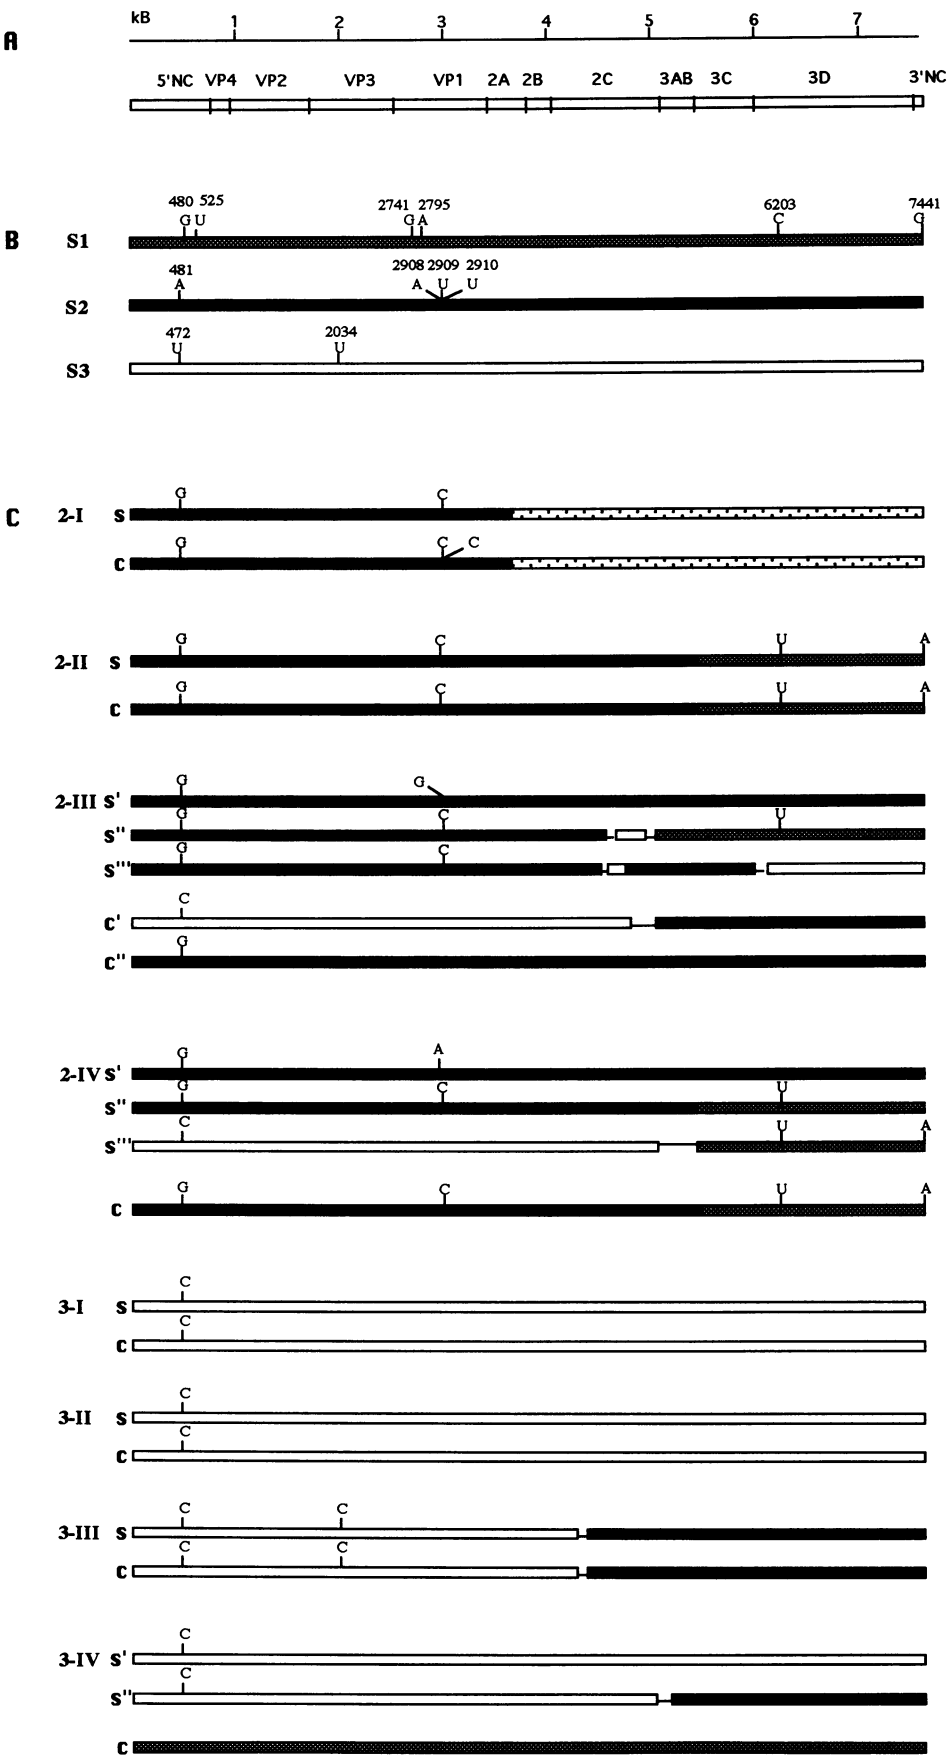 kB 1 2 3 4 5 6 7
A
5'NC VP4 VP2 VP3 VP1 2A 2B 2C 3AB 3C 3D 3'NC
480 525 2741 2795 6203 7441
G U G A C G
B S1
481 2908 2909 2910
A A U U
S2
472 2034
U U
S3
G C
C 2-I S
G C C
C
G C U A
2-II S
G C U A
C
G G
2-III S'
G C U
S''
G C
S'''
C
C'
G
C''
G A
2-IV S'
G C U
S''
C U A
S'''
G C U A
C
C
3-I S
C
C
C
3-II S
C
C
C C
3-III S
C C
C
C
3-IV S'
C
S''
C